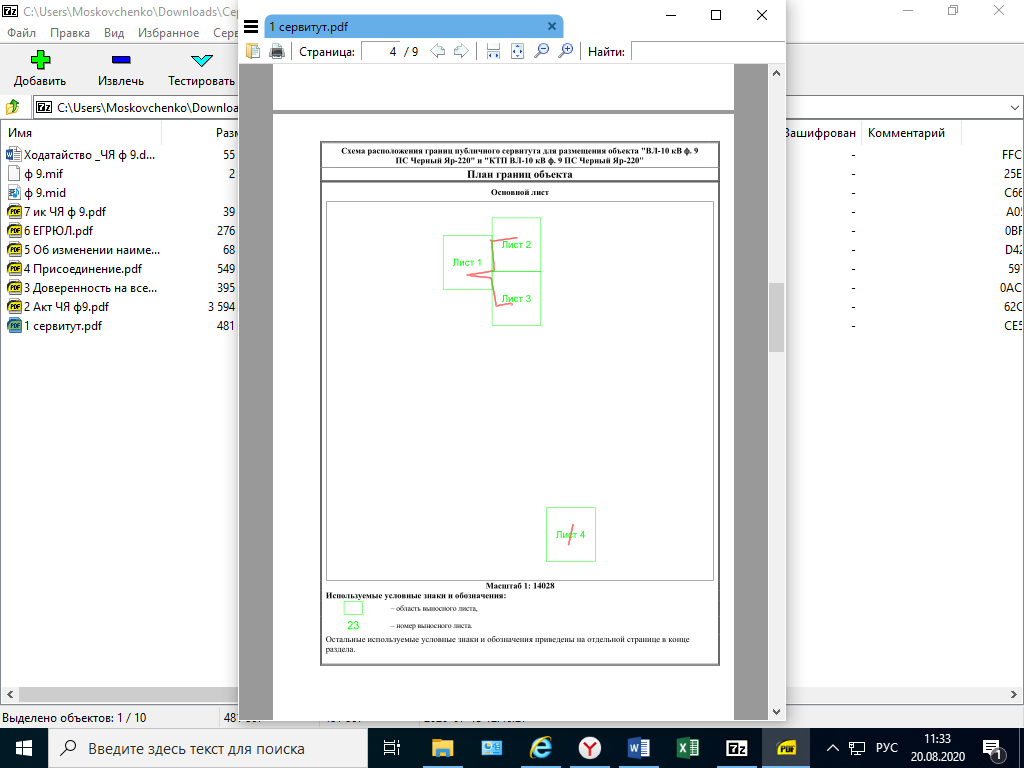 C:\Users\Moskovchenko\Downloads\Се
Файл Правка Вид Избранное Серв
Добавить Извлечь Тестировать
C:\Users\Moskovchenko\Downloa
Имя Разм Зашифрован Комментарий
Ходатайство _ЧЯ ф 9.d... 55 - FFC
ф 9.mif 2 - 25E
ф 9.mid - C66
7 ик ЧЯ ф 9.pdf 39 - A05
6 ЕГРЮЛ.pdf 276 - 0BF
5 Об изменении наиме... 68 - D42
4 Присоединение.pdf 549 - 597
3 Доверенность на все... 395 - 0AC
2 Акт ЧЯ ф9.pdf 3 594 - 62C
1 сервитут.pdf 481 - CE5
Выделено объектов: 1 / 10
1 сервитут.pdf
Страница: 4 / 9 Найти:
Схема расположения границ публичного сервитута для размещения объекта "ВЛ-10 кВ ф. 9
ПС Черный Яр-220" и "КТП ВЛ-10 кВ ф. 9 ПС Черный Яр-220"
План границ объекта
Основной лист
Лист 2
Лист 1
Лист 3
Лист 4
Масштаб 1: 14028
Используемые условные знаки и обозначения:
– область выносного листа,
23 – номер выносного листа.
Остальные используемые условные знаки и обозначения приведены на отдельной странице в конце
раздела.
Введите здесь текст для поиска
РУС
11:33
20.08.2020
1